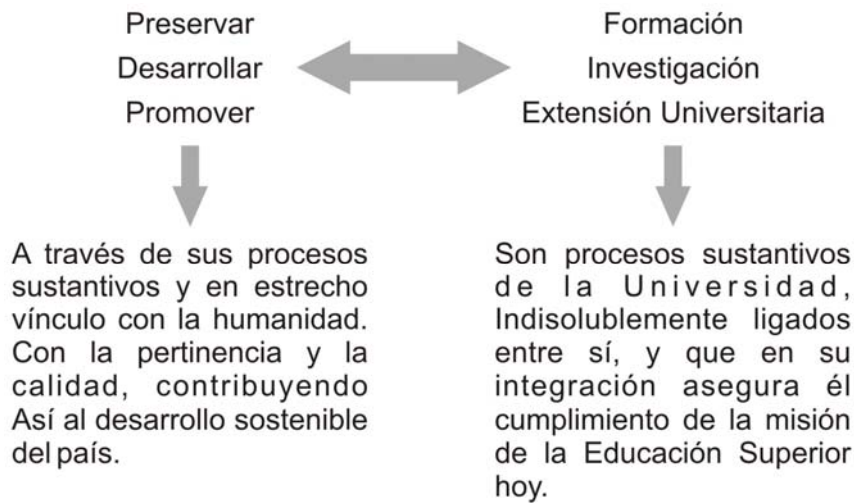 Preservar
Desarrollar
Promover
Formación
Investigación
Extensión Universitaria
A través de sus procesos
sustantivos y en estrecho
vínculo con la humanidad.
Con la pertinencia y la
calidad, contribuyendo
Así al desarrollo sostenible
del país.
Son procesos sustantivos
de la Universidad,
Indisolublemente ligados
entre sí, y que en su
integración asegura él
cumplimiento de la misión
de la Educación Superior
hoy.